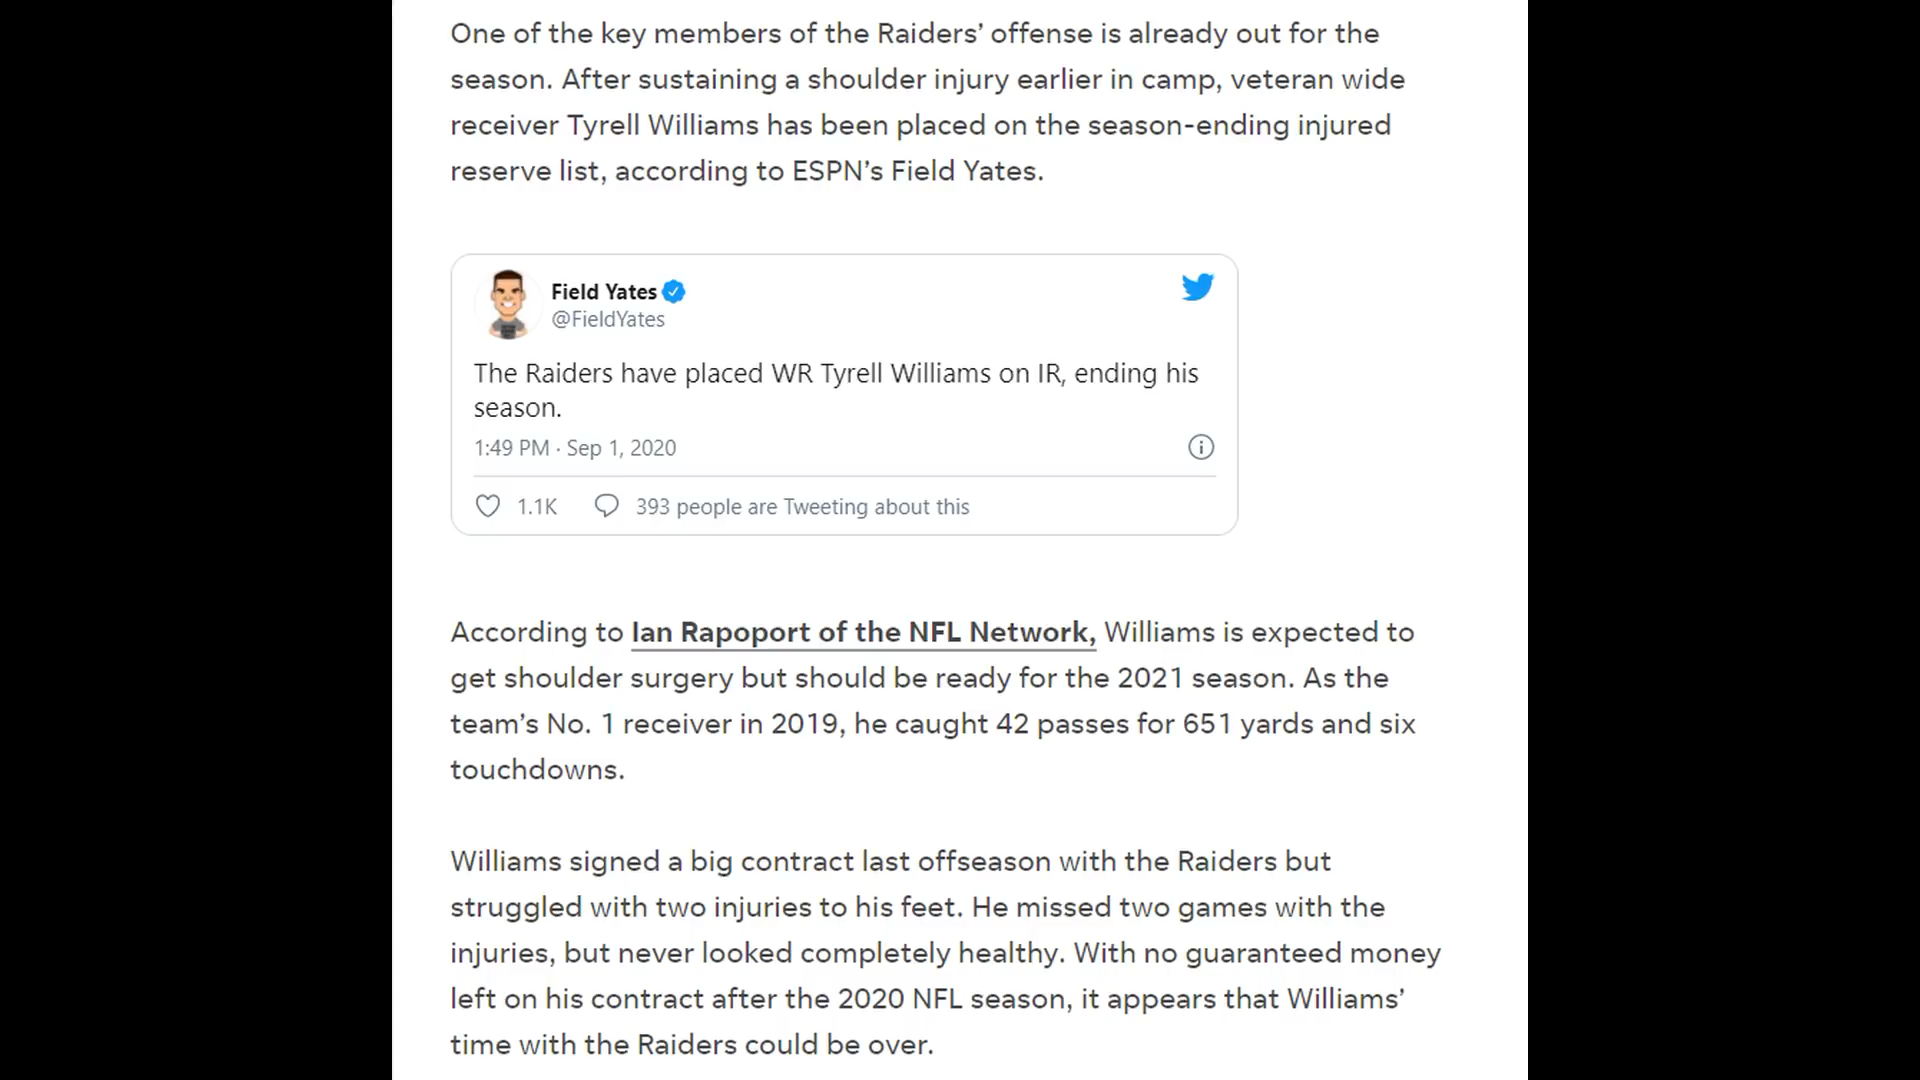 One of the key members of the Raiders’ offense is already out for the
season. After sustaining a shoulder injury earlier in camp, veteran wide
receiver Tyrell Williams has been placed on the season-ending injured
reserve list, according to ESPN’s Field Yates.
Field Yates
@FieldYates
The Raiders have placed WR Tyrell Williams on IR, ending his
season.
1:49 PM · Sep 1, 2020
1.1K 393 people are Tweeting about this
According to Ian Rapoport of the NFL Network, Williams is expected to
get shoulder surgery but should be ready for the 2021 season. As the
team’s No. 1 receiver in 2019, he caught 42 passes for 651 yards and six
touchdowns.
Williams signed a big contract last offseason with the Raiders but
struggled with two injuries to his feet. He missed two games with the
injuries, but never looked completely healthy. With no guaranteed money
left on his contract after the 2020 NFL season, it appears that Williams’
time with the Raiders could be over.